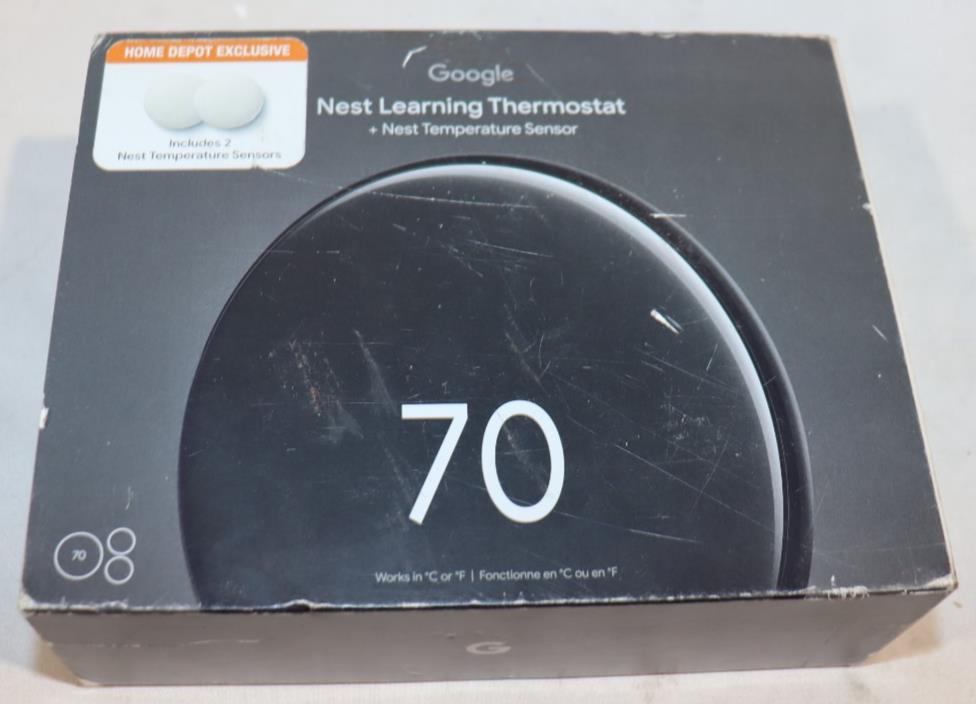 HOME DEPOT EXCLUSIVE
Includes 2
Nest Temperature Sensors
Google
Nest Learning Thermostat
+ Nest Temperature Sensor
70
70
Works in °C or °F | Fonctionne en °C ou en °F
G